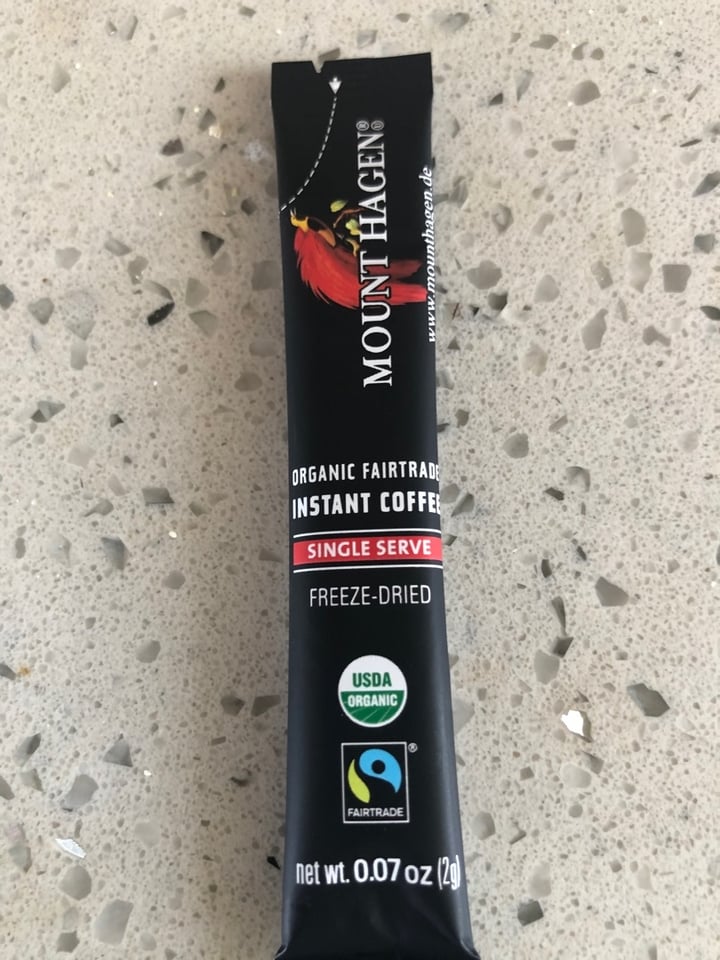 MOUNT HAGEN®
www.mounthagen.de
ORGANIC FAIRTRADE
INSTANT COFFEE
SINGLE SERVE
FREEZE-DRIED
USDA
ORGANIC
®
FAIRTRADE
net wt. 0.07 oz (2g)